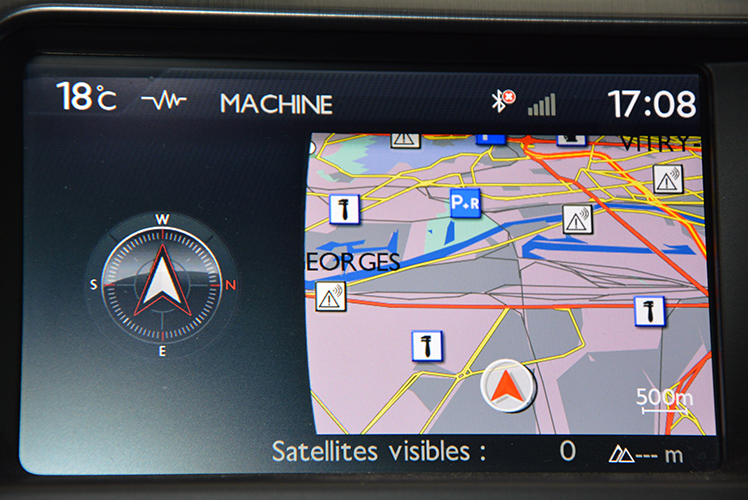 18°C MACHINE 17:08
VITRY-
P+R
EORGES
W
S N
E
500m
Satellites visibles : 0 --- m